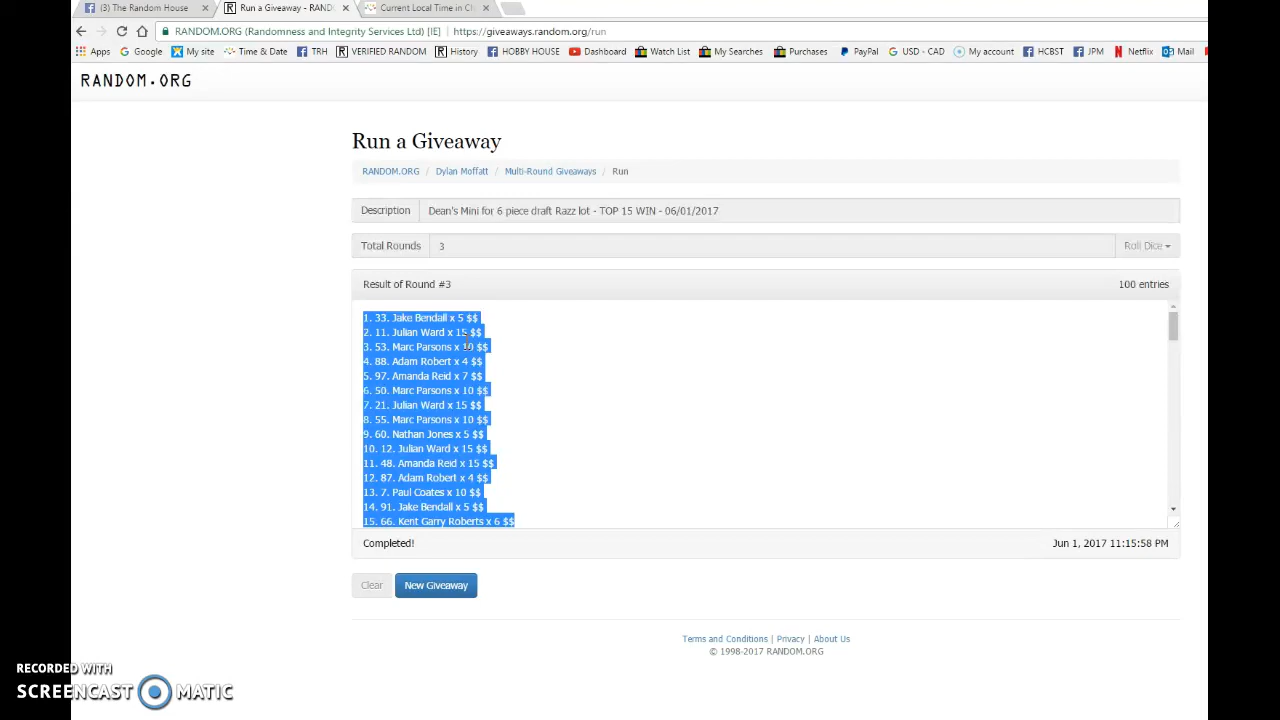 (3) The Random House
Run a Giveaway - RAND
Current Local Time in Ch
RANDOM.ORG (Randomness and Integrity Services Ltd) [IE]
https://giveaways.random.org/run
Apps
Google
My site
Time & Date
TRH
VERIFIED RANDOM
History
HOBBY HOUSE
Dashboard
Watch List
My Searches
Purchases
PayPal
USD - CAD
My account
HCBST
JPM
Netflix
Mail
RANDOM.ORG
Run a Giveaway
RANDOM.ORG / Dylan Moffatt / Multi-Round Giveaways / Run
Description Dean's Mini for 6 piece draft Razz lot - TOP 15 WIN - 06/01/2017
Total Rounds 3 Roll Dice
Result of Round #3 100 entries
1. 33. Jake Bendall x 5 $$
2. 11. Julian Ward x 15 $$
3. 53. Marc Parsons x 10 $$
4. 88. Adam Robert x 4 $$
5. 97. Amanda Reid x 7 $$
6. 50. Marc Parsons x 10 $$
7. 21. Julian Ward x 15 $$
8. 55. Marc Parsons x 10 $$
9. 60. Nathan Jones x 5 $$
10. 12. Julian Ward x 15 $$
11. 48. Amanda Reid x 15 $$
12. 87. Adam Robert x 4 $$
13. 7. Paul Coates x 10 $$
14. 91. Jake Bendall x 5 $$
15. 66. Kent Garry Roberts x 6 $$
Completed! Jun 1, 2017 11:15:58 PM
Clear New Giveaway
Terms and Conditions | Privacy | About Us
© 1998-2017 RANDOM.ORG
RECORDED WITH
SCREENCAST MATIC